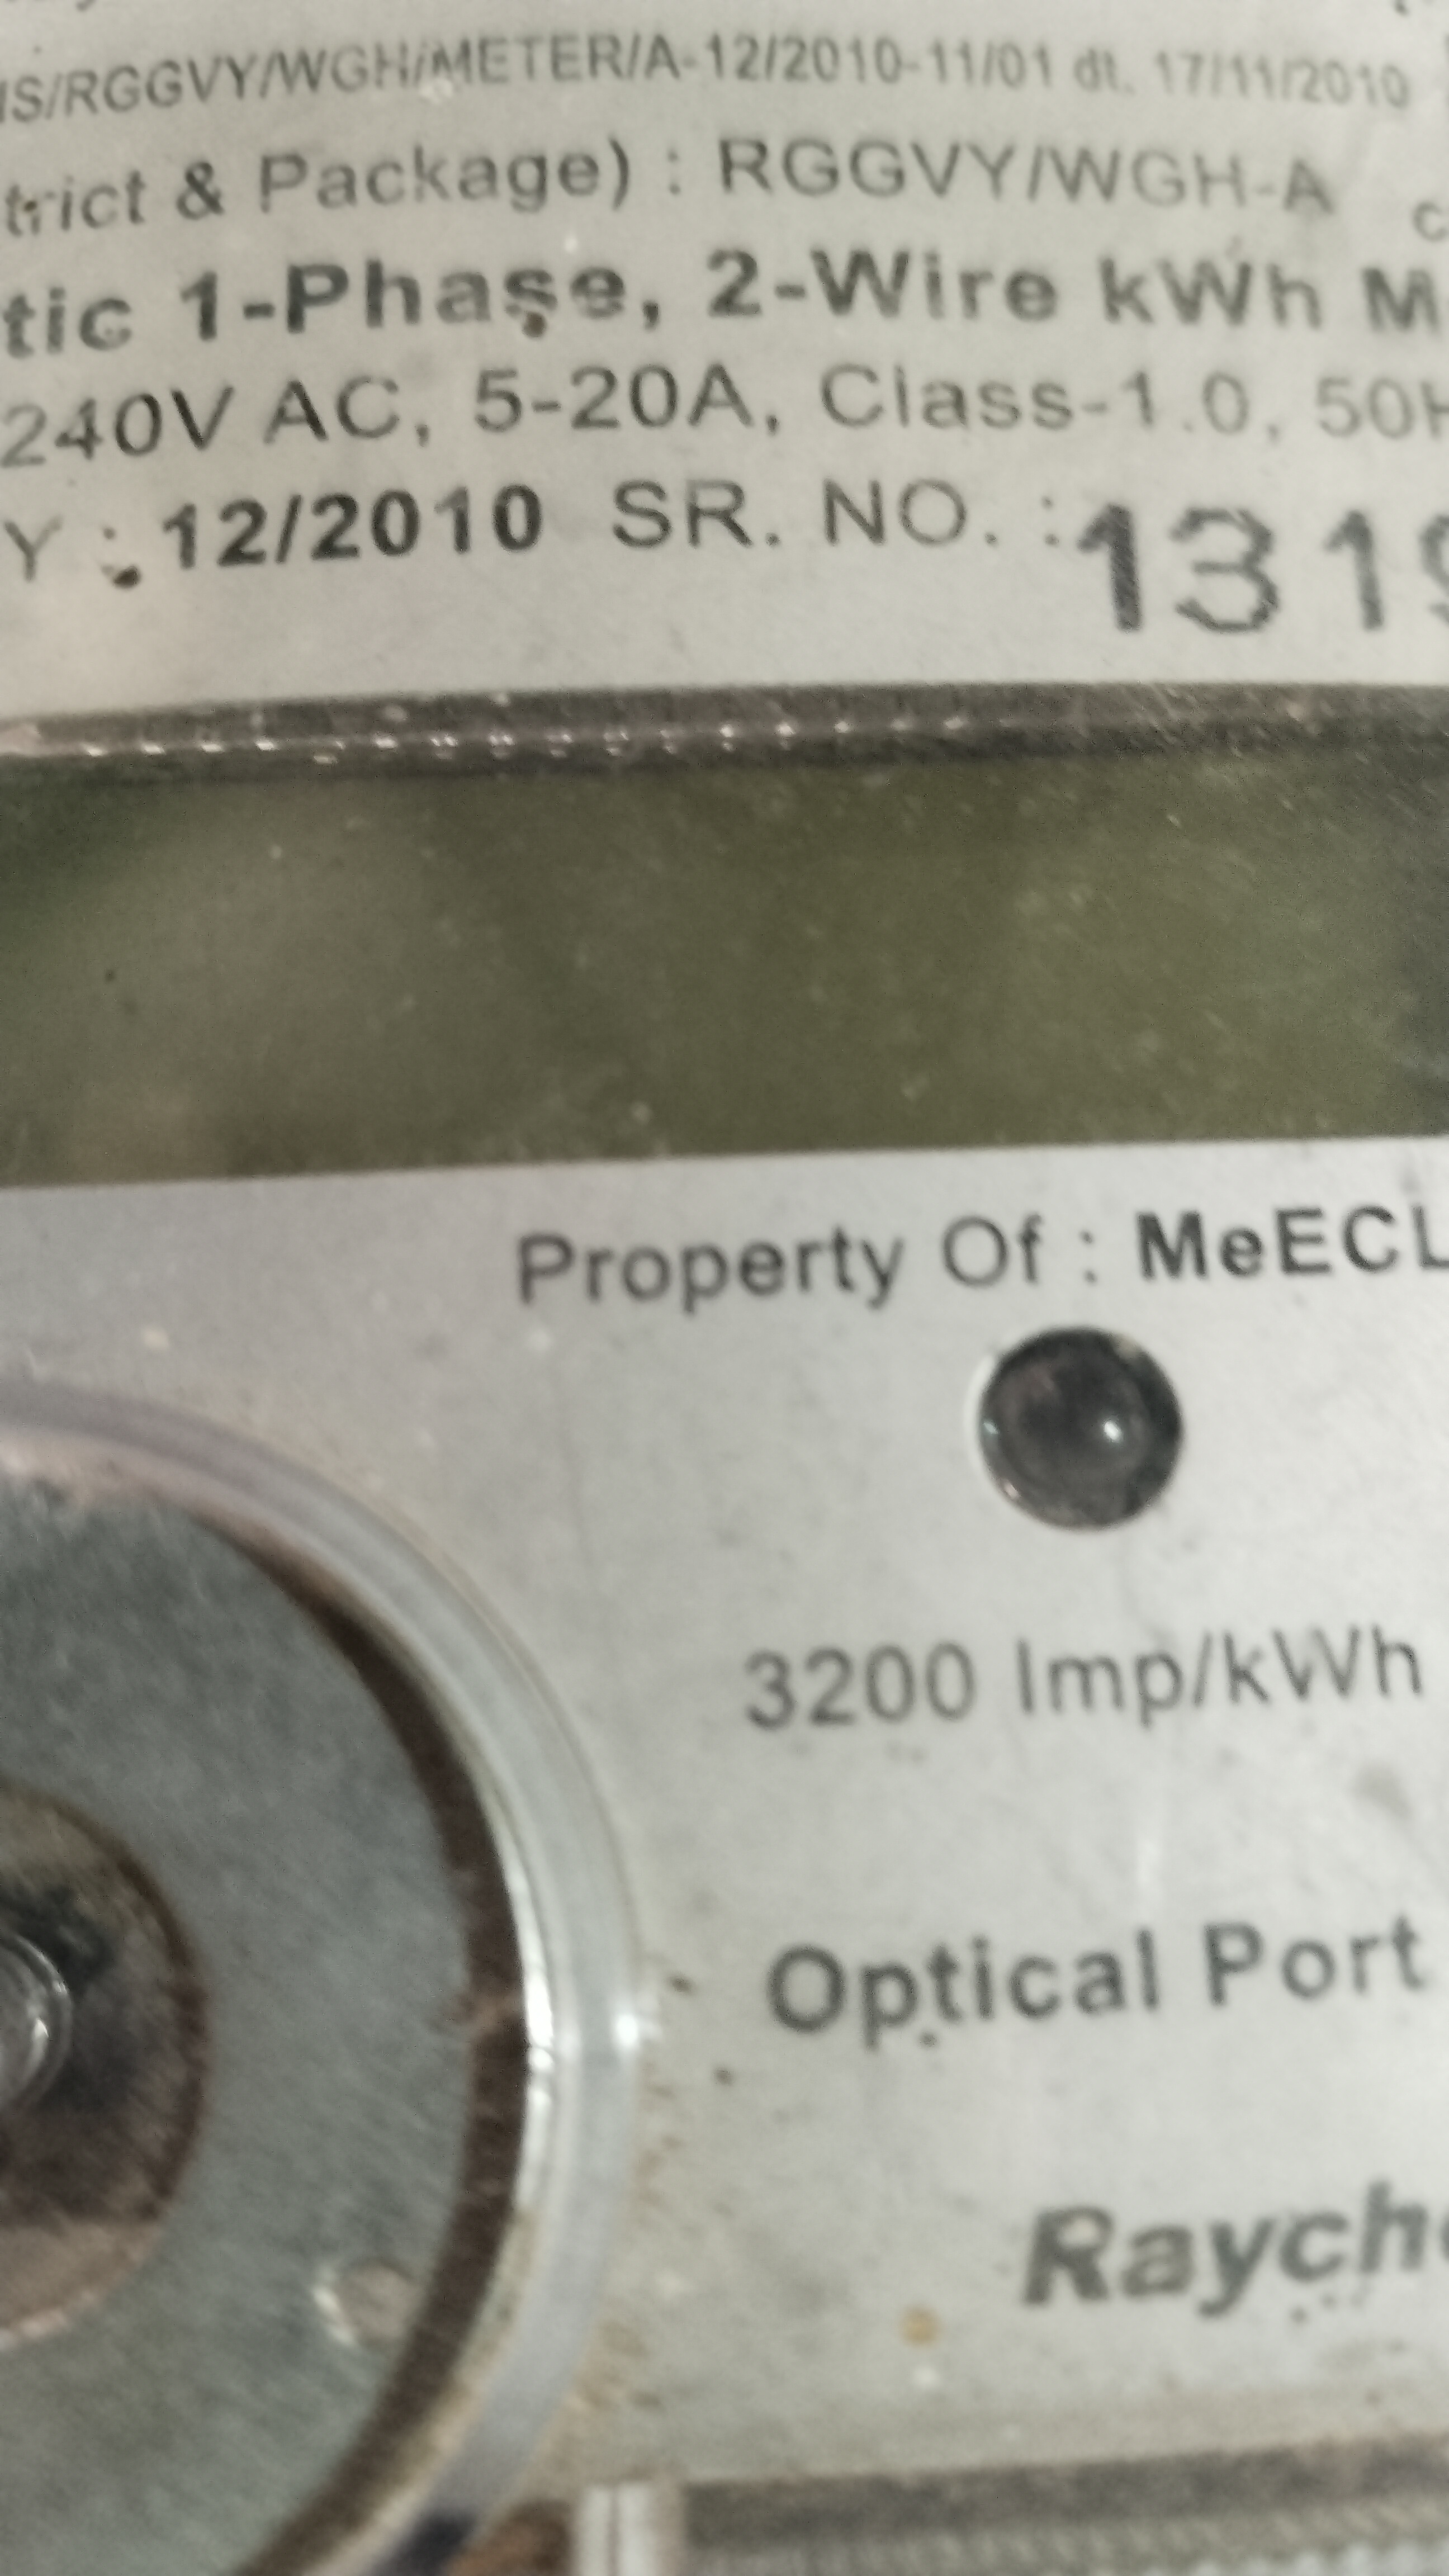 IS/RGGVY/WGH/METER/A-12/2010-11/01 dt. 17/11/2010
trict & Package) : RGGVY/WGH-A
tic 1-Phase, 2-Wire kWh M
240V AC, 5-20A, Class-1.0, 50H
Y : 12/2010 SR. NO. : 1319
Property Of : MeECL
3200 Imp/kWh
Optical Port
Raych